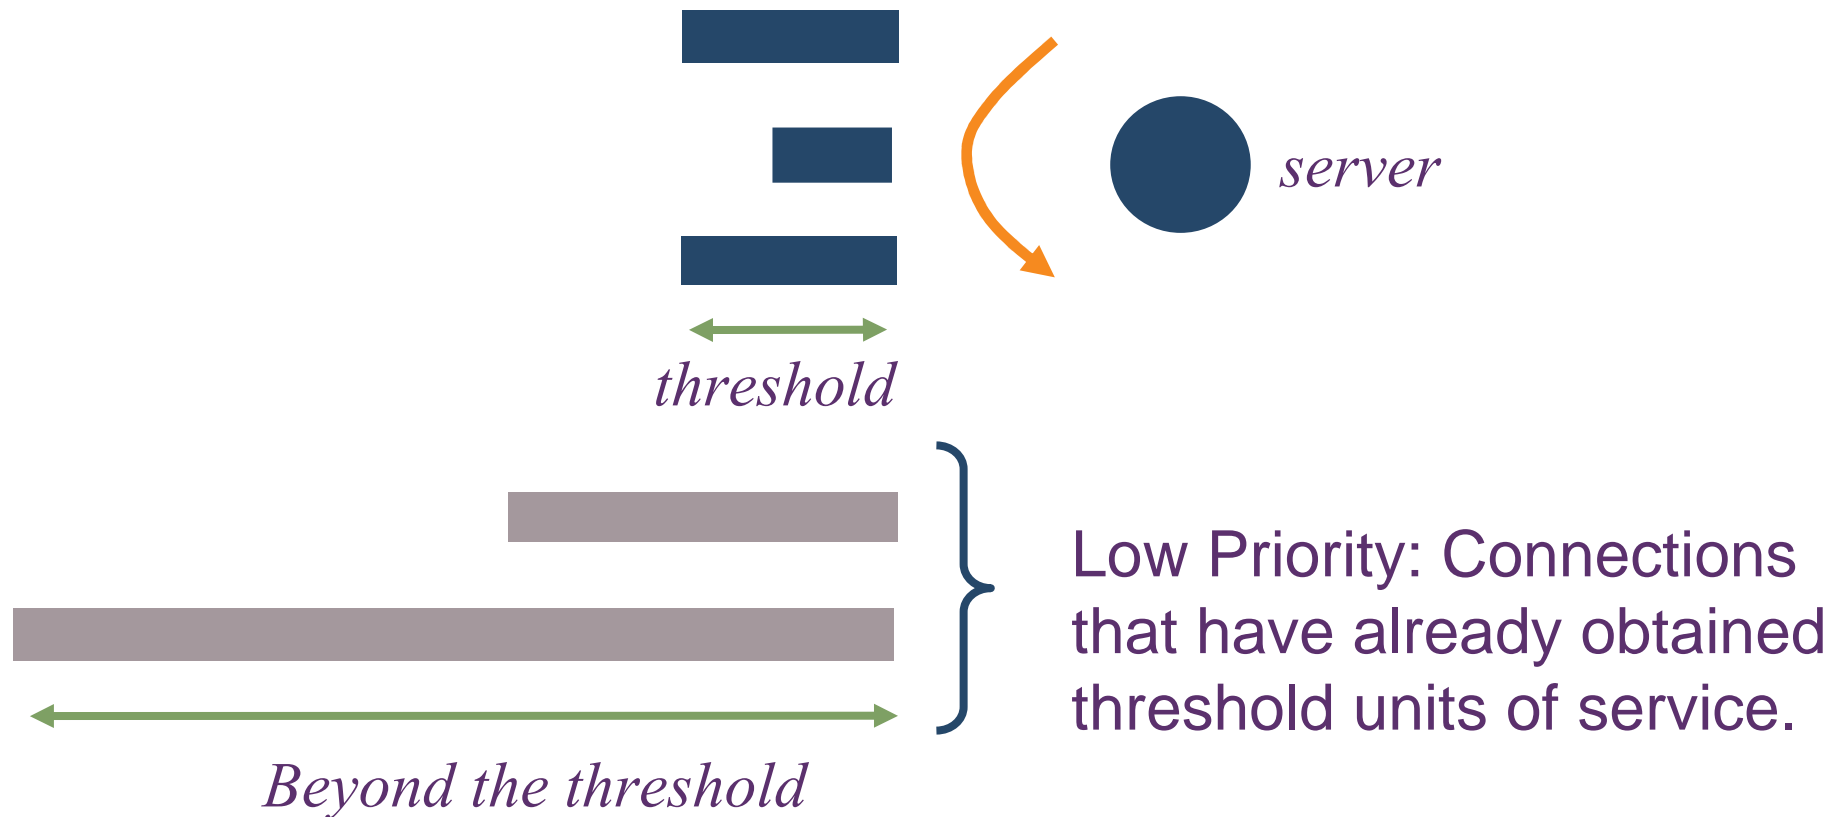 server
threshold
Low Priority: Connections
that have already obtained
threshold units of service.
Beyond the threshold